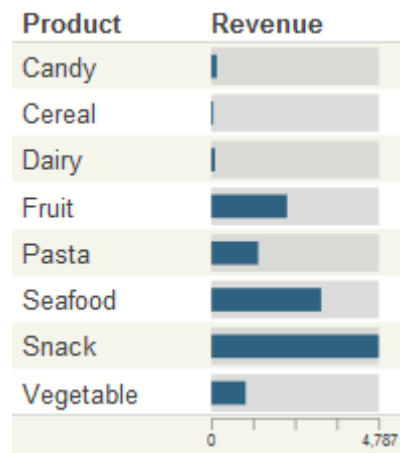 Product Revenue
Candy
Cereal
Dairy
Fruit
Pasta
Seafood
Snack
Vegetable
0 4,787